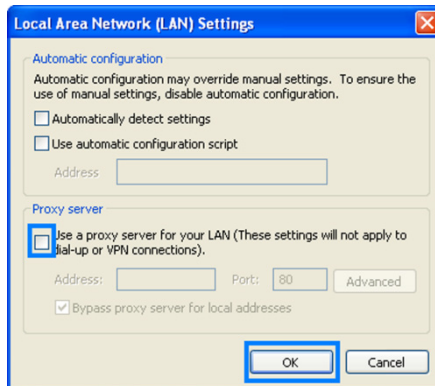 Local Area Network (LAN) Settings
Automatic configuration
Automatic configuration may override manual settings. To ensure the
use of manual settings, disable automatic configuration.
Automatically detect settings
Use automatic configuration script
Address
Proxy server
Use a proxy server for your LAN (These settings will not apply to
dial-up or VPN connections).
Address: Port: 80 Advanced
Bypass proxy server for local addresses
OK Cancel